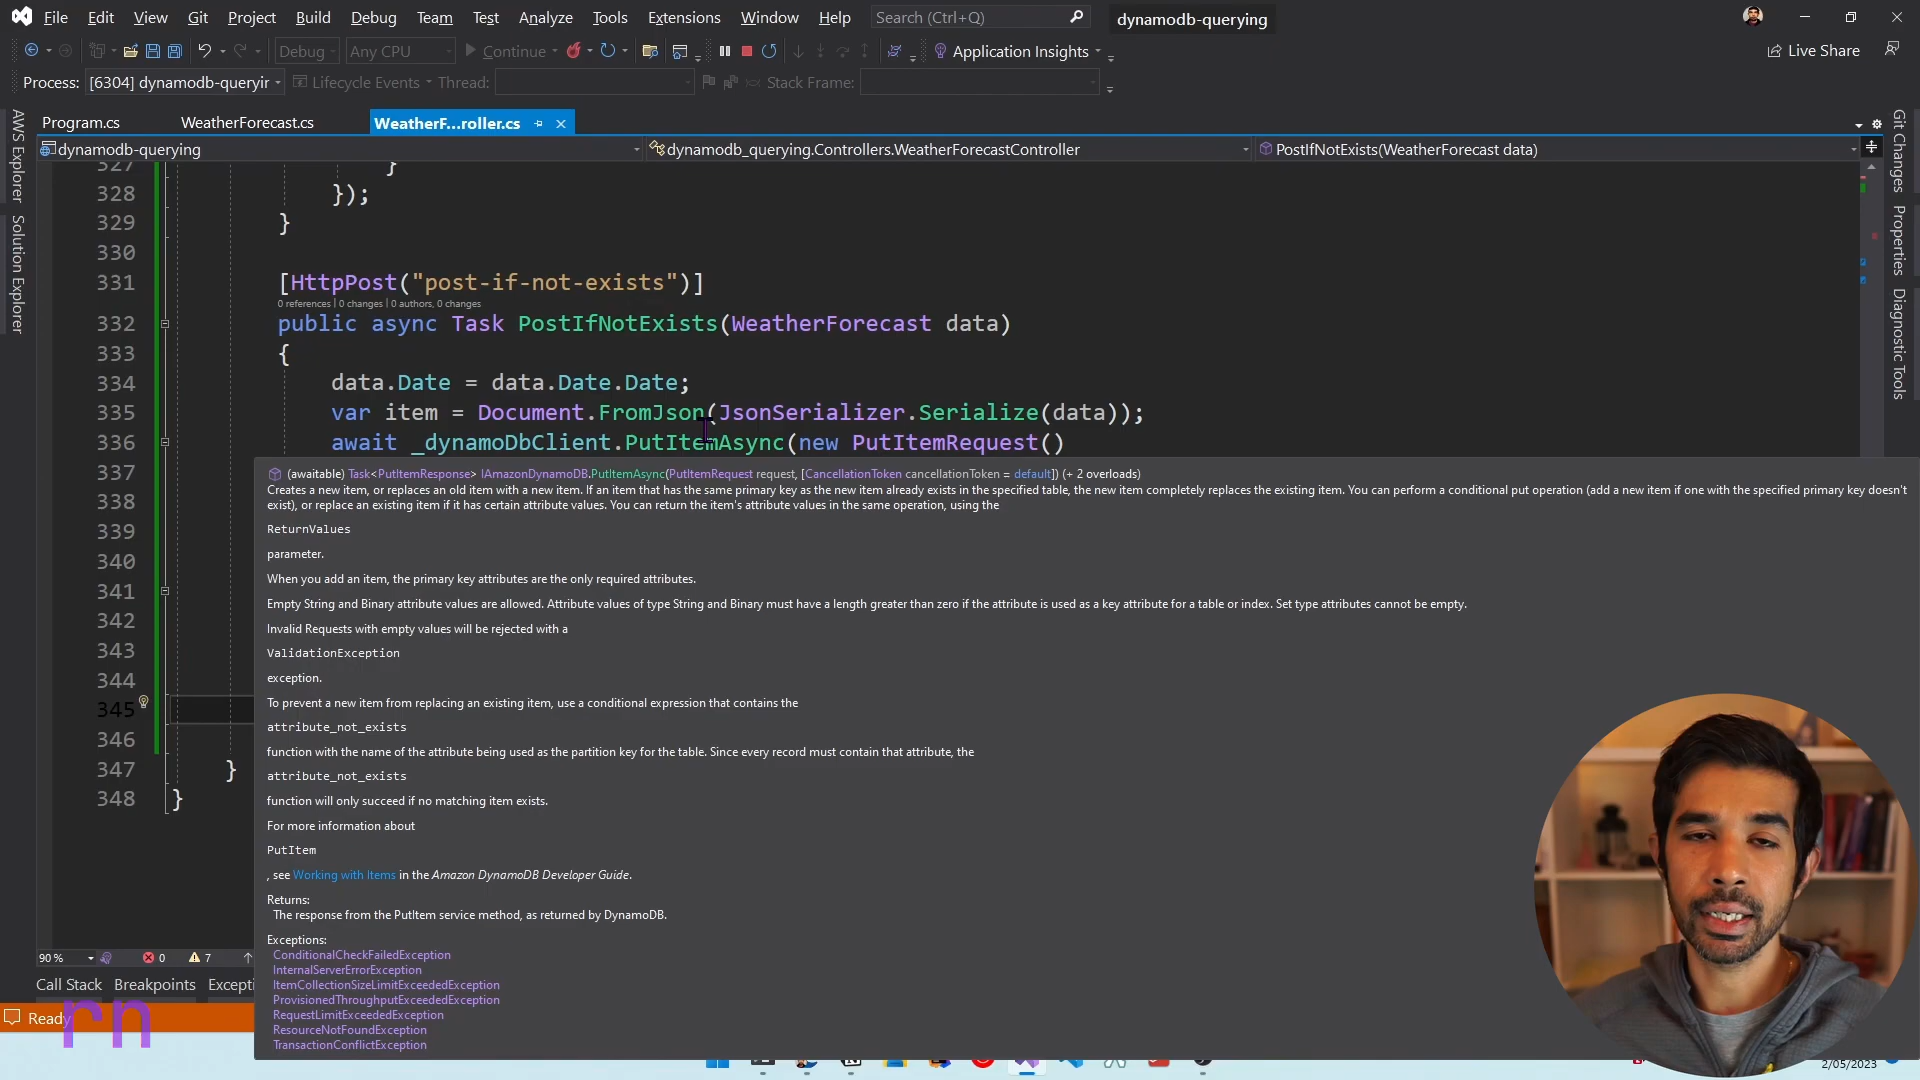 File Edit View Git Project Build Debug Team Test Analyze Tools Extensions Window Help Search (Ctrl+Q) dynamodb-querying
Debug Any CPU Continue Application Insights Live Share
Process: [6304] dynamodb-queryir Lifecycle Events Thread: Stack Frame:
AWS Explorer
Solution Explorer
Program.cs WeatherForecast.cs WeatherF...roller.cs
dynamodb-querying dynamodb_querying.Controllers.WeatherForecastController PostIfNotExists(WeatherForecast data)
327 }
328 });
329 }
330
331 [HttpPost("post-if-not-exists")]
0 references | 0 changes | 0 authors, 0 changes
332 public async Task PostIfNotExists(WeatherForecast data)
333 {
334 data.Date = data.Date.Date;
335 var item = Document.FromJson(JsonSerializer.Serialize(data));
336 await _dynamoDbClient.PutItemAsync(new PutItemRequest()
337
338
339
340
341
342
343
344
345
346
347 }
348 }
(awaitable) Task<PutItemResponse> IAmazonDynamoDB.PutItemAsync(PutItemRequest request, [CancellationToken cancellationToken = default]) (+ 2 overloads)
Creates a new item, or replaces an old item with a new item. If an item that has the same primary key as the new item already exists in the specified table, the new item completely replaces the existing item. You can perform a conditional put operation (add a new item if one with the specified primary key doesn't
exist), or replace an existing item if it has certain attribute values. You can return the item's attribute values in the same operation, using the
ReturnValues
parameter.
When you add an item, the primary key attributes are the only required attributes.
Empty String and Binary attribute values are allowed. Attribute values of type String and Binary must have a length greater than zero if the attribute is used as a key attribute for a table or index. Set type attributes cannot be empty.
Invalid Requests with empty values will be rejected with a
ValidationException
exception.
To prevent a new item from replacing an existing item, use a conditional expression that contains the
attribute_not_exists
function with the name of the attribute being used as the partition key for the table. Since every record must contain that attribute, the
attribute_not_exists
function will only succeed if no matching item exists.
For more information about
PutItem
, see Working with Items in the Amazon DynamoDB Developer Guide.
Returns:
The response from the PutItem service method, as returned by DynamoDB.
Exceptions:
ConditionalCheckFailedException
InternalServerErrorException
ItemCollectionSizeLimitExceededException
ProvisionedThroughputExceededException
RequestLimitExceededException
ResourceNotFoundException
TransactionConflictException
Git Changes
Properties
Diagnostic Tools
90 % 0 7
Call Stack Breakpoints Excepti
Ready
rn
2/05/2023